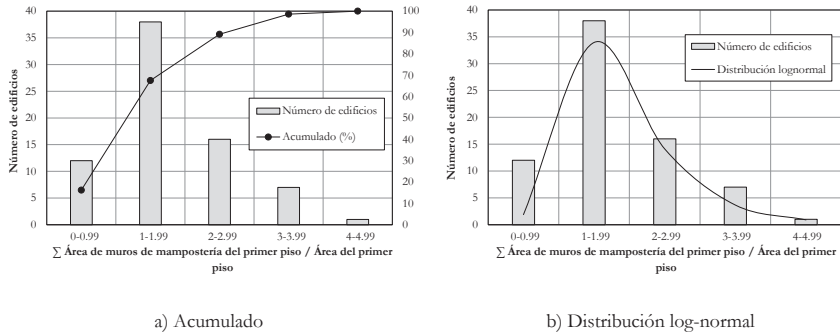 40
35
30
25
20
15
10
5
0
100
90
80
70
60
50
40
30
20
10
0
Número de edificios
Número de edificios
Acumulado (%)
0-0.99 1-1.99 2-2.99 3-3.99 4-4.99
∑ Área de muros de mampostería del primer piso / Área del primer
piso
a) Acumulado
40
35
30
25
20
15
10
5
0
Número de edificios
Número de edificios
Distribución lognormal
0-0.99 1-1.99 2-2.99 3-3.99 4-4.99
∑ Área de muros de mampostería del primer piso / Área del primer
piso
b) Distribución log-normal